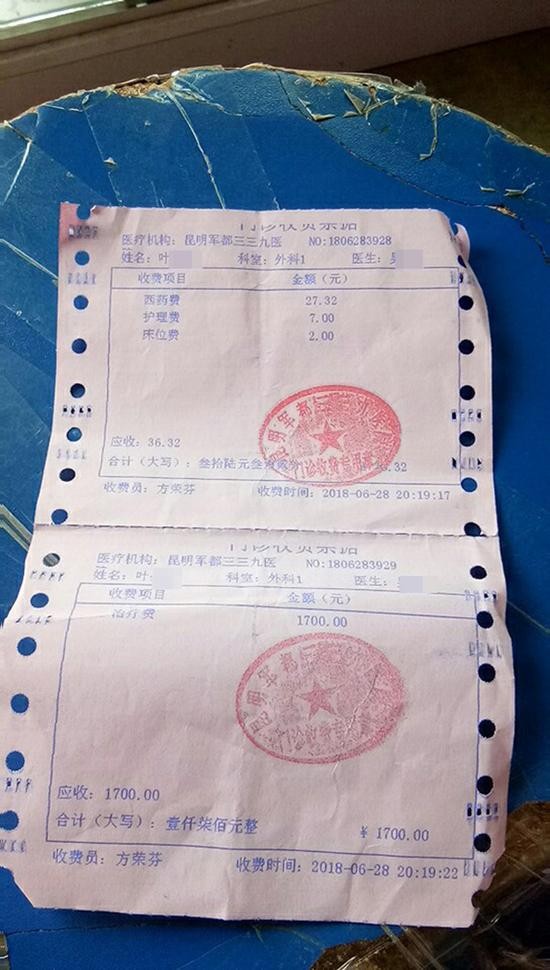 门诊收费票据
医疗机构：昆明军都三三九医 NO:1806283928
姓名：叶 科室：外科1 医生：吴
收费项目 金额（元）
西药费 27.32
护理费 7.00
床位费 2.00
应收：36.32
合计（大写）：叁拾陆元叁角贰分 36.32
收费员：方荣芬 收费时间：2018-06-28 20:19:17
门诊收费票据
医疗机构：昆明军都三三九医 NO:1806283929
姓名：叶 科室：外科1 医生：吴
收费项目 金额（元）
治疗费 1700.00
应收：1700.00
合计（大写）：壹仟柒佰元整 ¥ 1700.00
收费员：方荣芬 收费时间：2018-06-28 20:19:22